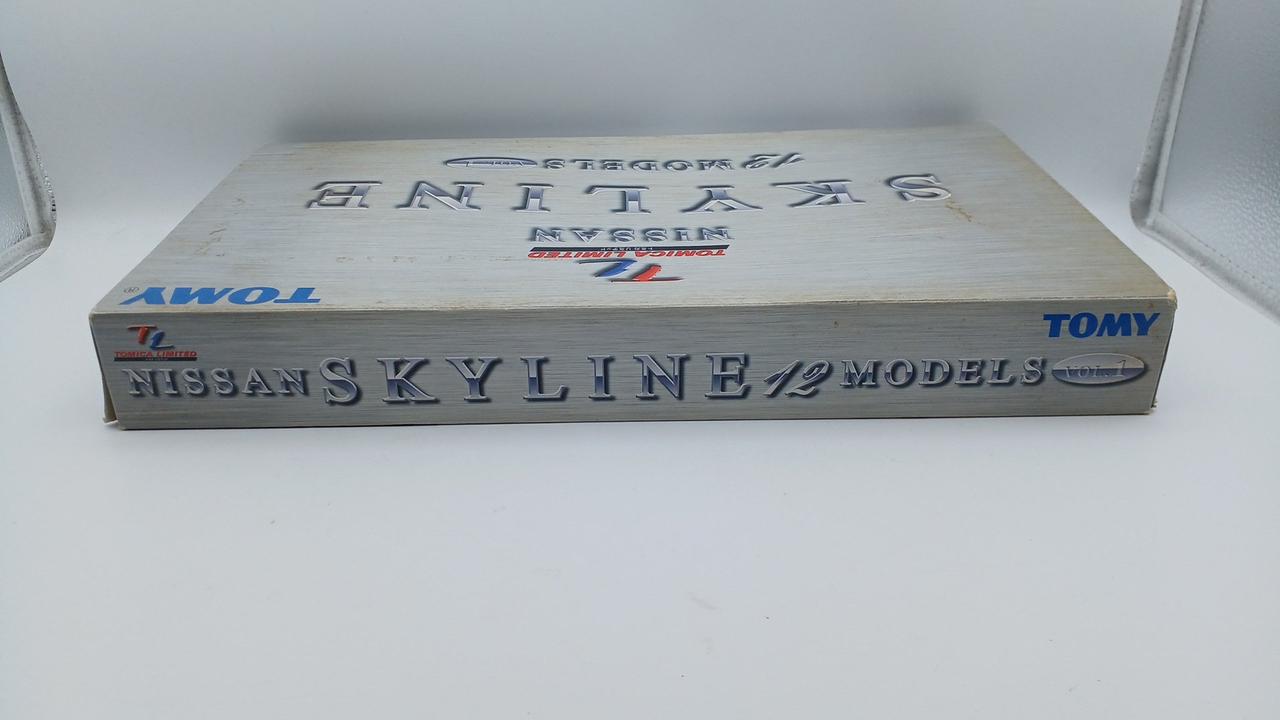 TOMY®
TL
TOMICA LIMITED
NISSAN
SKYLINE
12 MODELS
TL
TOMICA LIMITED
TOMY
NISSAN SKYLINE 12 MODELS VOL.1